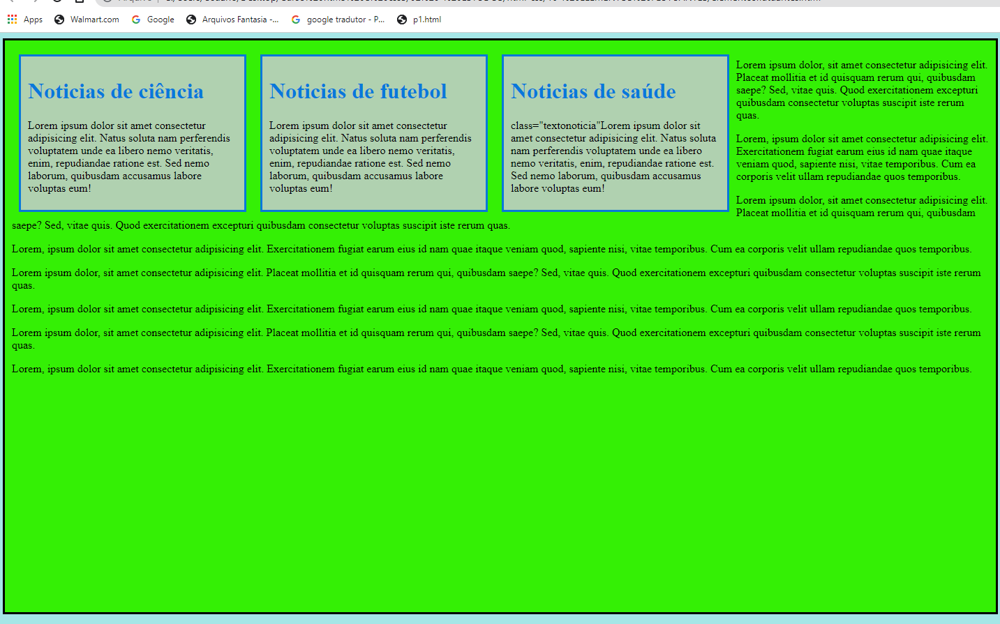 Apps Walmart.com Google Arquivos Fantasia -... google tradutor - P... p1.html
Noticias de ciência
Lorem ipsum dolor sit amet consectetur
adipisicing elit. Natus soluta nam perferendis
voluptatem unde ea libero nemo veritatis,
enim, repudiandae ratione est. Sed nemo
laborum, quibusdam accusamus labore
voluptas eum!
Noticias de futebol
Lorem ipsum dolor sit amet consectetur
adipisicing elit. Natus soluta nam perferendis
voluptatem unde ea libero nemo veritatis,
enim, repudiandae ratione est. Sed nemo
laborum, quibusdam accusamus labore
voluptas eum!
Noticias de saúde
class="textonoticia"Lorem ipsum dolor sit
amet consectetur adipisicing elit. Natus soluta
nam perferendis voluptatem unde ea libero
nemo veritatis, enim, repudiandae ratione est.
Sed nemo laborum, quibusdam accusamus
labore voluptas eum!
Lorem ipsum dolor, sit amet consectetur adipisicing elit.
Placeat mollitia et id quisquam rerum qui, quibusdam
saepe? Sed, vitae quis. Quod exercitationem excepturi
quibusdam consectetur voluptas suscipit iste rerum
quas.
Lorem, ipsum dolor sit amet consectetur adipisicing elit.
Exercitationem fugiat earum eius id nam quae itaque
veniam quod, sapiente nisi, vitae temporibus. Cum ea
corporis velit ullam repudiandae quos temporibus.
Lorem ipsum dolor, sit amet consectetur adipisicing elit.
Placeat mollitia et id quisquam rerum qui, quibusdam
saepe? Sed, vitae quis. Quod exercitationem excepturi quibusdam consectetur voluptas suscipit iste rerum quas.
Lorem, ipsum dolor sit amet consectetur adipisicing elit. Exercitationem fugiat earum eius id nam quae itaque veniam quod, sapiente nisi, vitae temporibus. Cum ea corporis velit ullam repudiandae quos temporibus.
Lorem ipsum dolor, sit amet consectetur adipisicing elit. Placeat mollitia et id quisquam rerum qui, quibusdam saepe? Sed, vitae quis. Quod exercitationem excepturi quibusdam consectetur voluptas suscipit iste rerum
quas.
Lorem, ipsum dolor sit amet consectetur adipisicing elit. Exercitationem fugiat earum eius id nam quae itaque veniam quod, sapiente nisi, vitae temporibus. Cum ea corporis velit ullam repudiandae quos temporibus.
Lorem ipsum dolor, sit amet consectetur adipisicing elit. Placeat mollitia et id quisquam rerum qui, quibusdam saepe? Sed, vitae quis. Quod exercitationem excepturi quibusdam consectetur voluptas suscipit iste rerum
quas.
Lorem, ipsum dolor sit amet consectetur adipisicing elit. Exercitationem fugiat earum eius id nam quae itaque veniam quod, sapiente nisi, vitae temporibus. Cum ea corporis velit ullam repudiandae quos temporibus.